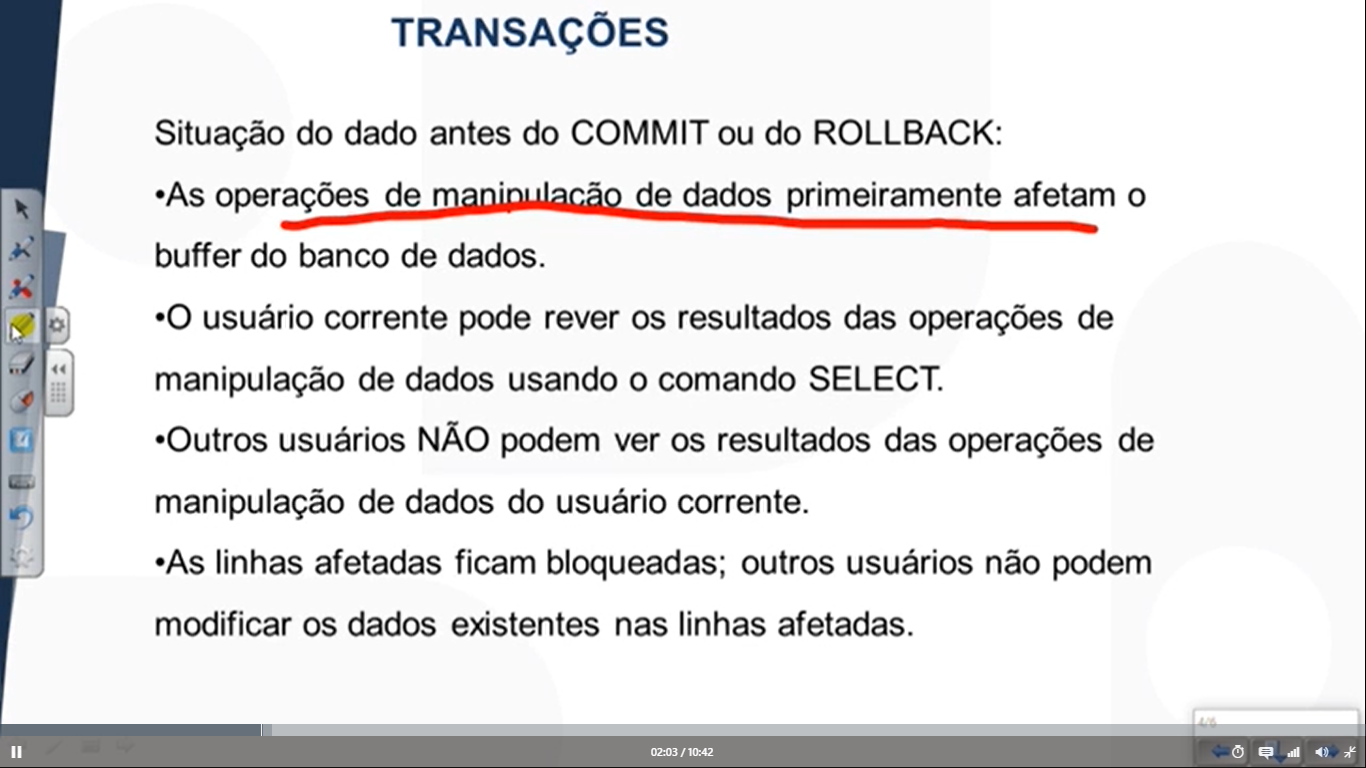 TRANSAÇÕES
Situação do dado antes do COMMIT ou do ROLLBACK:
•As operações de manipulação de dados primeiramente afetam o
buffer do banco de dados.
•O usuário corrente pode rever os resultados das operações de
manipulação de dados usando o comando SELECT.
•Outros usuários NÃO podem ver os resultados das operações de
manipulação de dados do usuário corrente.
•As linhas afetadas ficam bloqueadas; outros usuários não podem
modificar os dados existentes nas linhas afetadas.
4/6
02:03 / 10:42